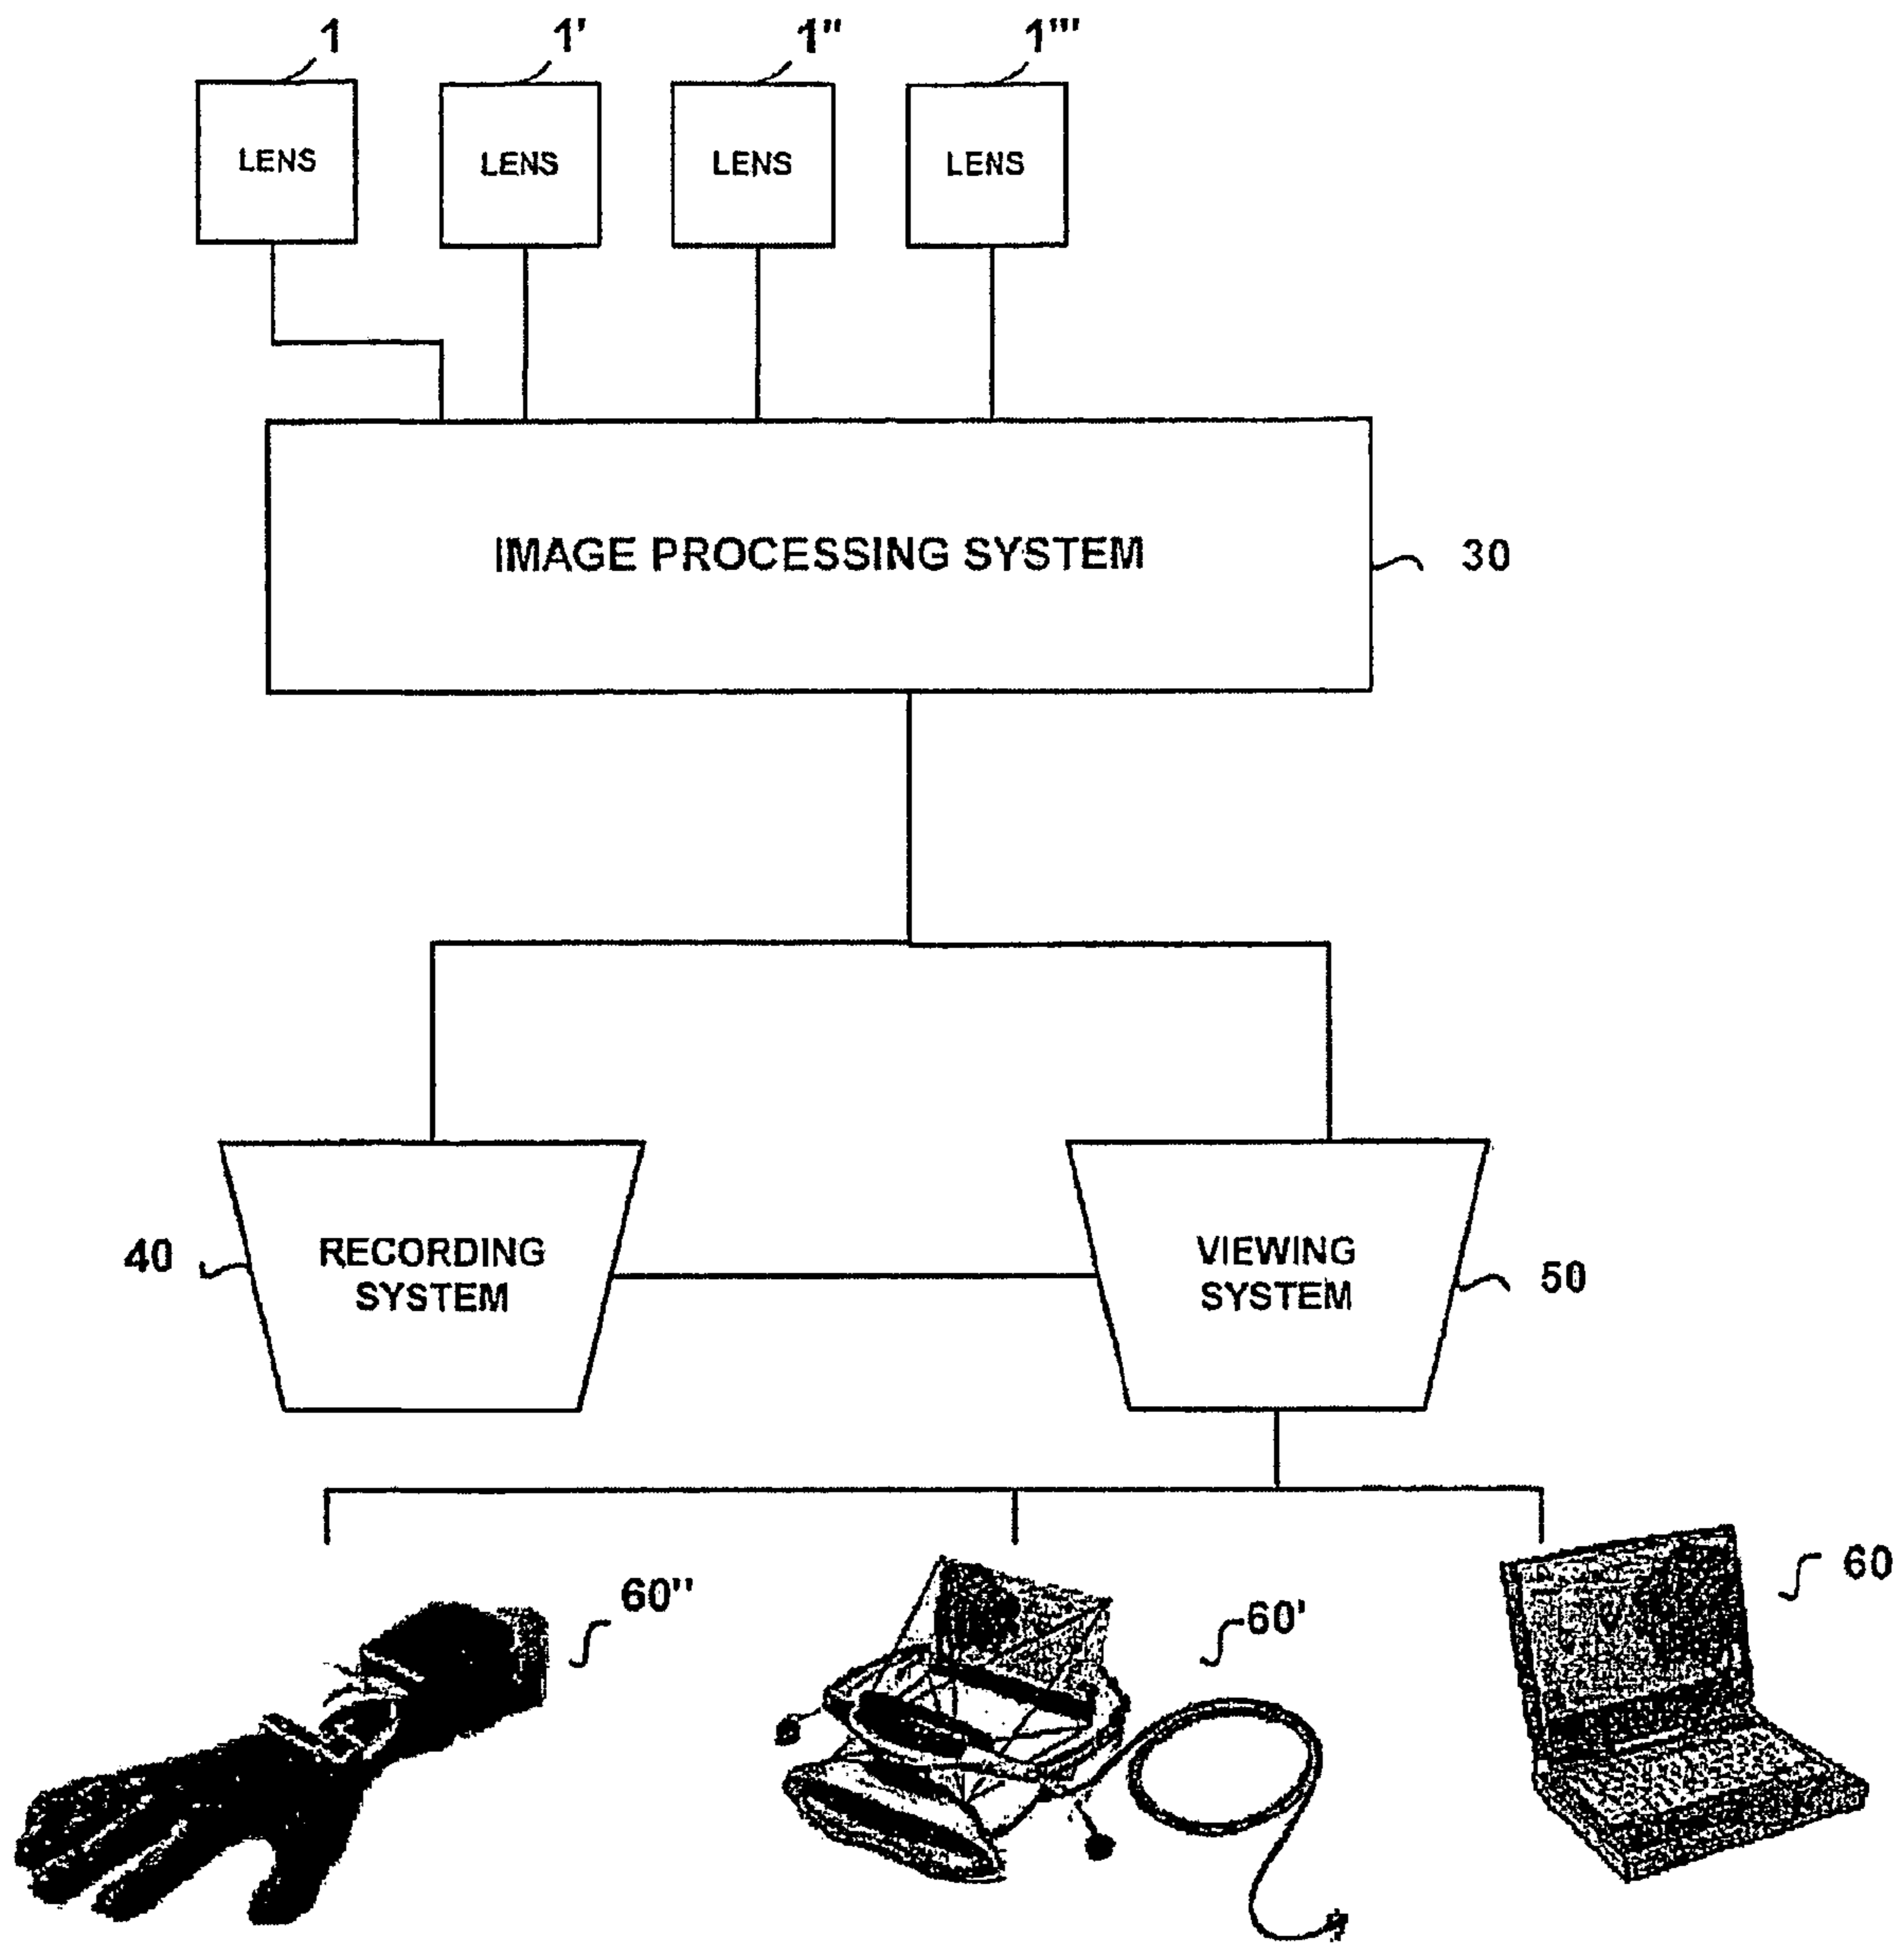 1 1' 1" 1'"
LENS LENS LENS LENS
IMAGE PROCESSING SYSTEM
30
RECORDING
SYSTEM
40
VIEWING
SYSTEM
50
60"
60'
60